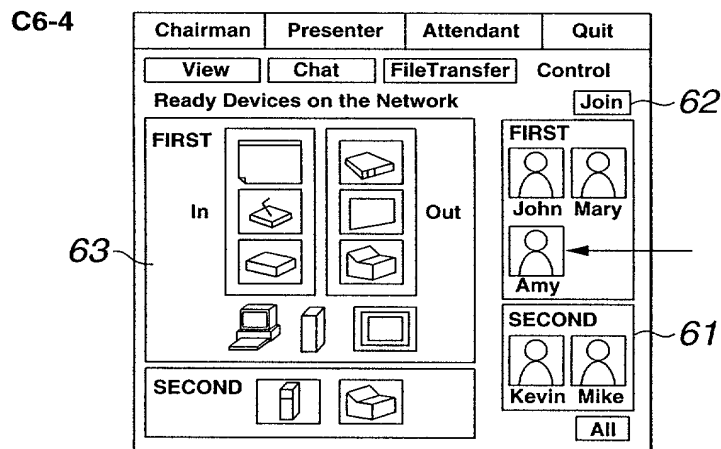 C6-4
Chairman Presenter Attendant Quit
View Chat FileTransfer Control
Ready Devices on the Network
Join 62
FIRST
In
Out
63
SECOND
FIRST
John Mary
Amy
SECOND
61
Kevin Mike
All